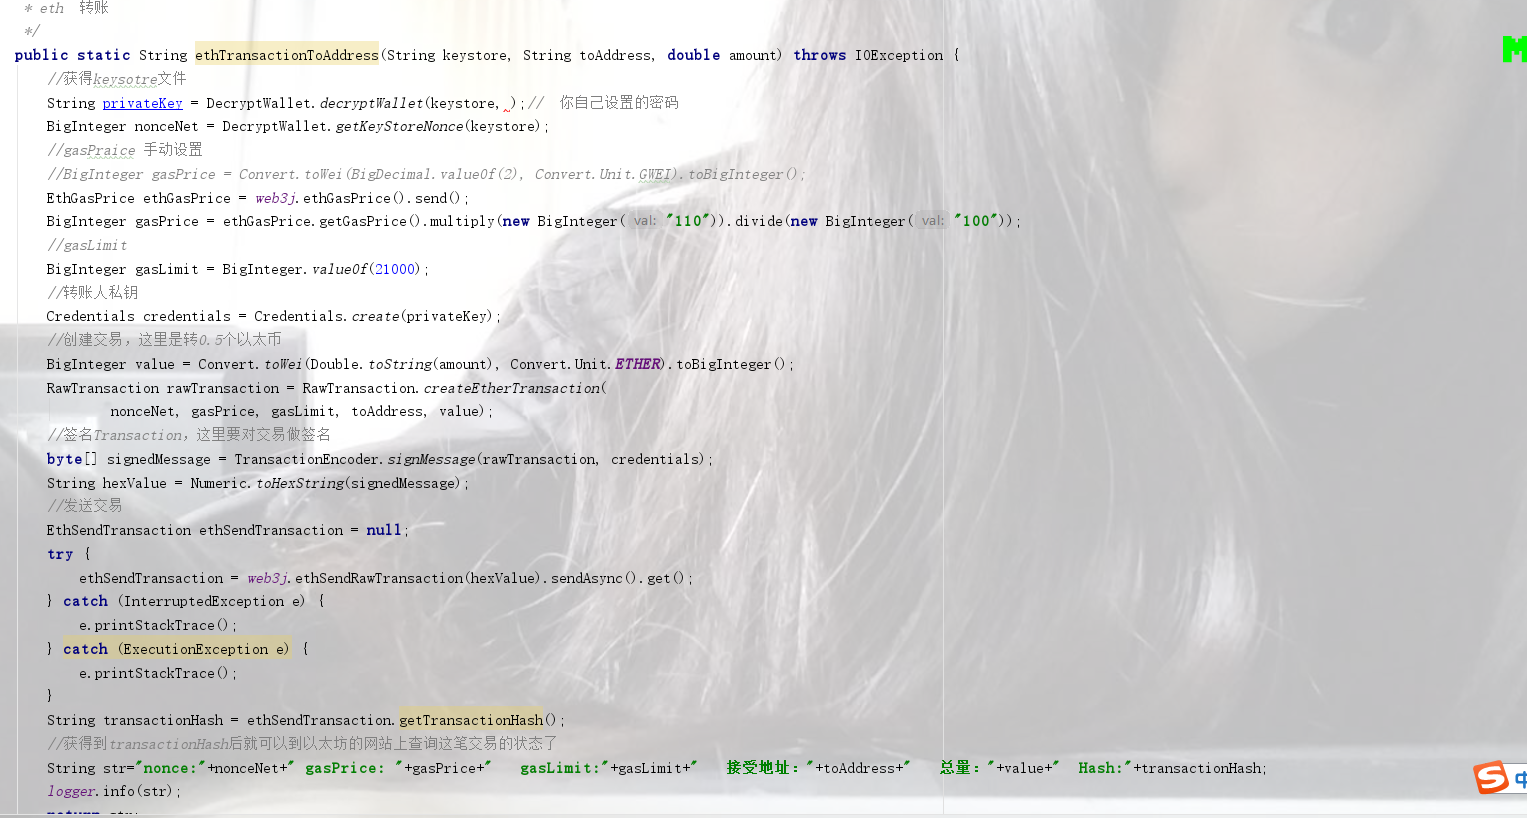 * eth 转账
*/
public static String ethTransactionToAddress(String keystore, String toAddress, double amount) throws IOException {
//获得keysotre文件
String privateKey = DecryptWallet.decryptWallet(keystore, );// 你自己设置的密码
BigInteger nonceNet = DecryptWallet.getKeyStoreNonce(keystore);
//gasPraice 手动设置
//BigInteger gasPrice = Convert.toWei(BigDecimal.valueOf(2), Convert.Unit.GWEI).toBigInteger();
EthGasPrice ethGasPrice = web3j.ethGasPrice().send();
BigInteger gasPrice = ethGasPrice.getGasPrice().multiply(new BigInteger( val: "110")).divide(new BigInteger( val: "100"));
//gasLimit
BigInteger gasLimit = BigInteger.valueOf(21000);
//转账人私钥
Credentials credentials = Credentials.create(privateKey);
//创建交易，这里是转0.5个以太币
BigInteger value = Convert.toWei(Double.toString(amount), Convert.Unit.ETHER).toBigInteger();
RawTransaction rawTransaction = RawTransaction.createEtherTransaction(
nonceNet, gasPrice, gasLimit, toAddress, value);
//签名Transaction，这里要对交易做签名
byte[] signedMessage = TransactionEncoder.signMessage(rawTransaction, credentials);
String hexValue = Numeric.toHexString(signedMessage);
//发送交易
EthSendTransaction ethSendTransaction = null;
try {
ethSendTransaction = web3j.ethSendRawTransaction(hexValue).sendAsync().get();
} catch (InterruptedException e) {
e.printStackTrace();
} catch (ExecutionException e) {
e.printStackTrace();
}
String transactionHash = ethSendTransaction.getTransactionHash();
//获得到transactionHash后就可以到以太坊的网站上查询这笔交易的状态了
String str="nonce:"+nonceNet+" gasPrice: "+gasPrice+" gasLimit:"+gasLimit+" 接受地址："+toAddress+" 总量："+value+" Hash:"+transactionHash;
logger.info(str);
return str;
M
S 中